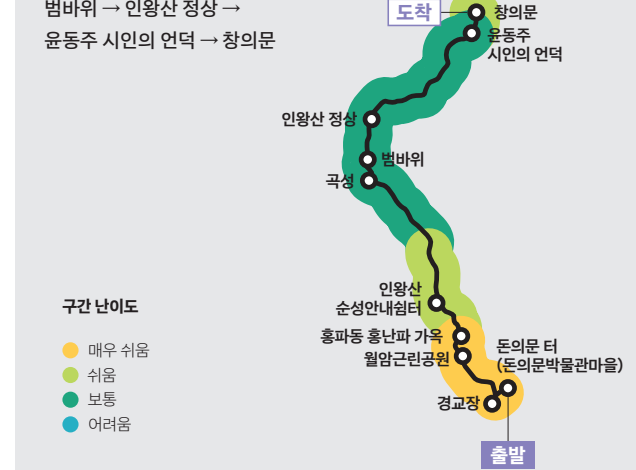 범바위 → 인왕산 정상 →
윤동주 시인의 언덕 → 창의문
도착
창의문
윤동주
시인의 언덕
인왕산 정상
범바위
곡성
인왕산
순성안내쉼터
홍파동 홍난파 가옥
월암근린공원
돈의문 터
(돈의문박물관마을)
경교장
출발
구간 난이도
매우 쉬움
쉬움
보통
어려움